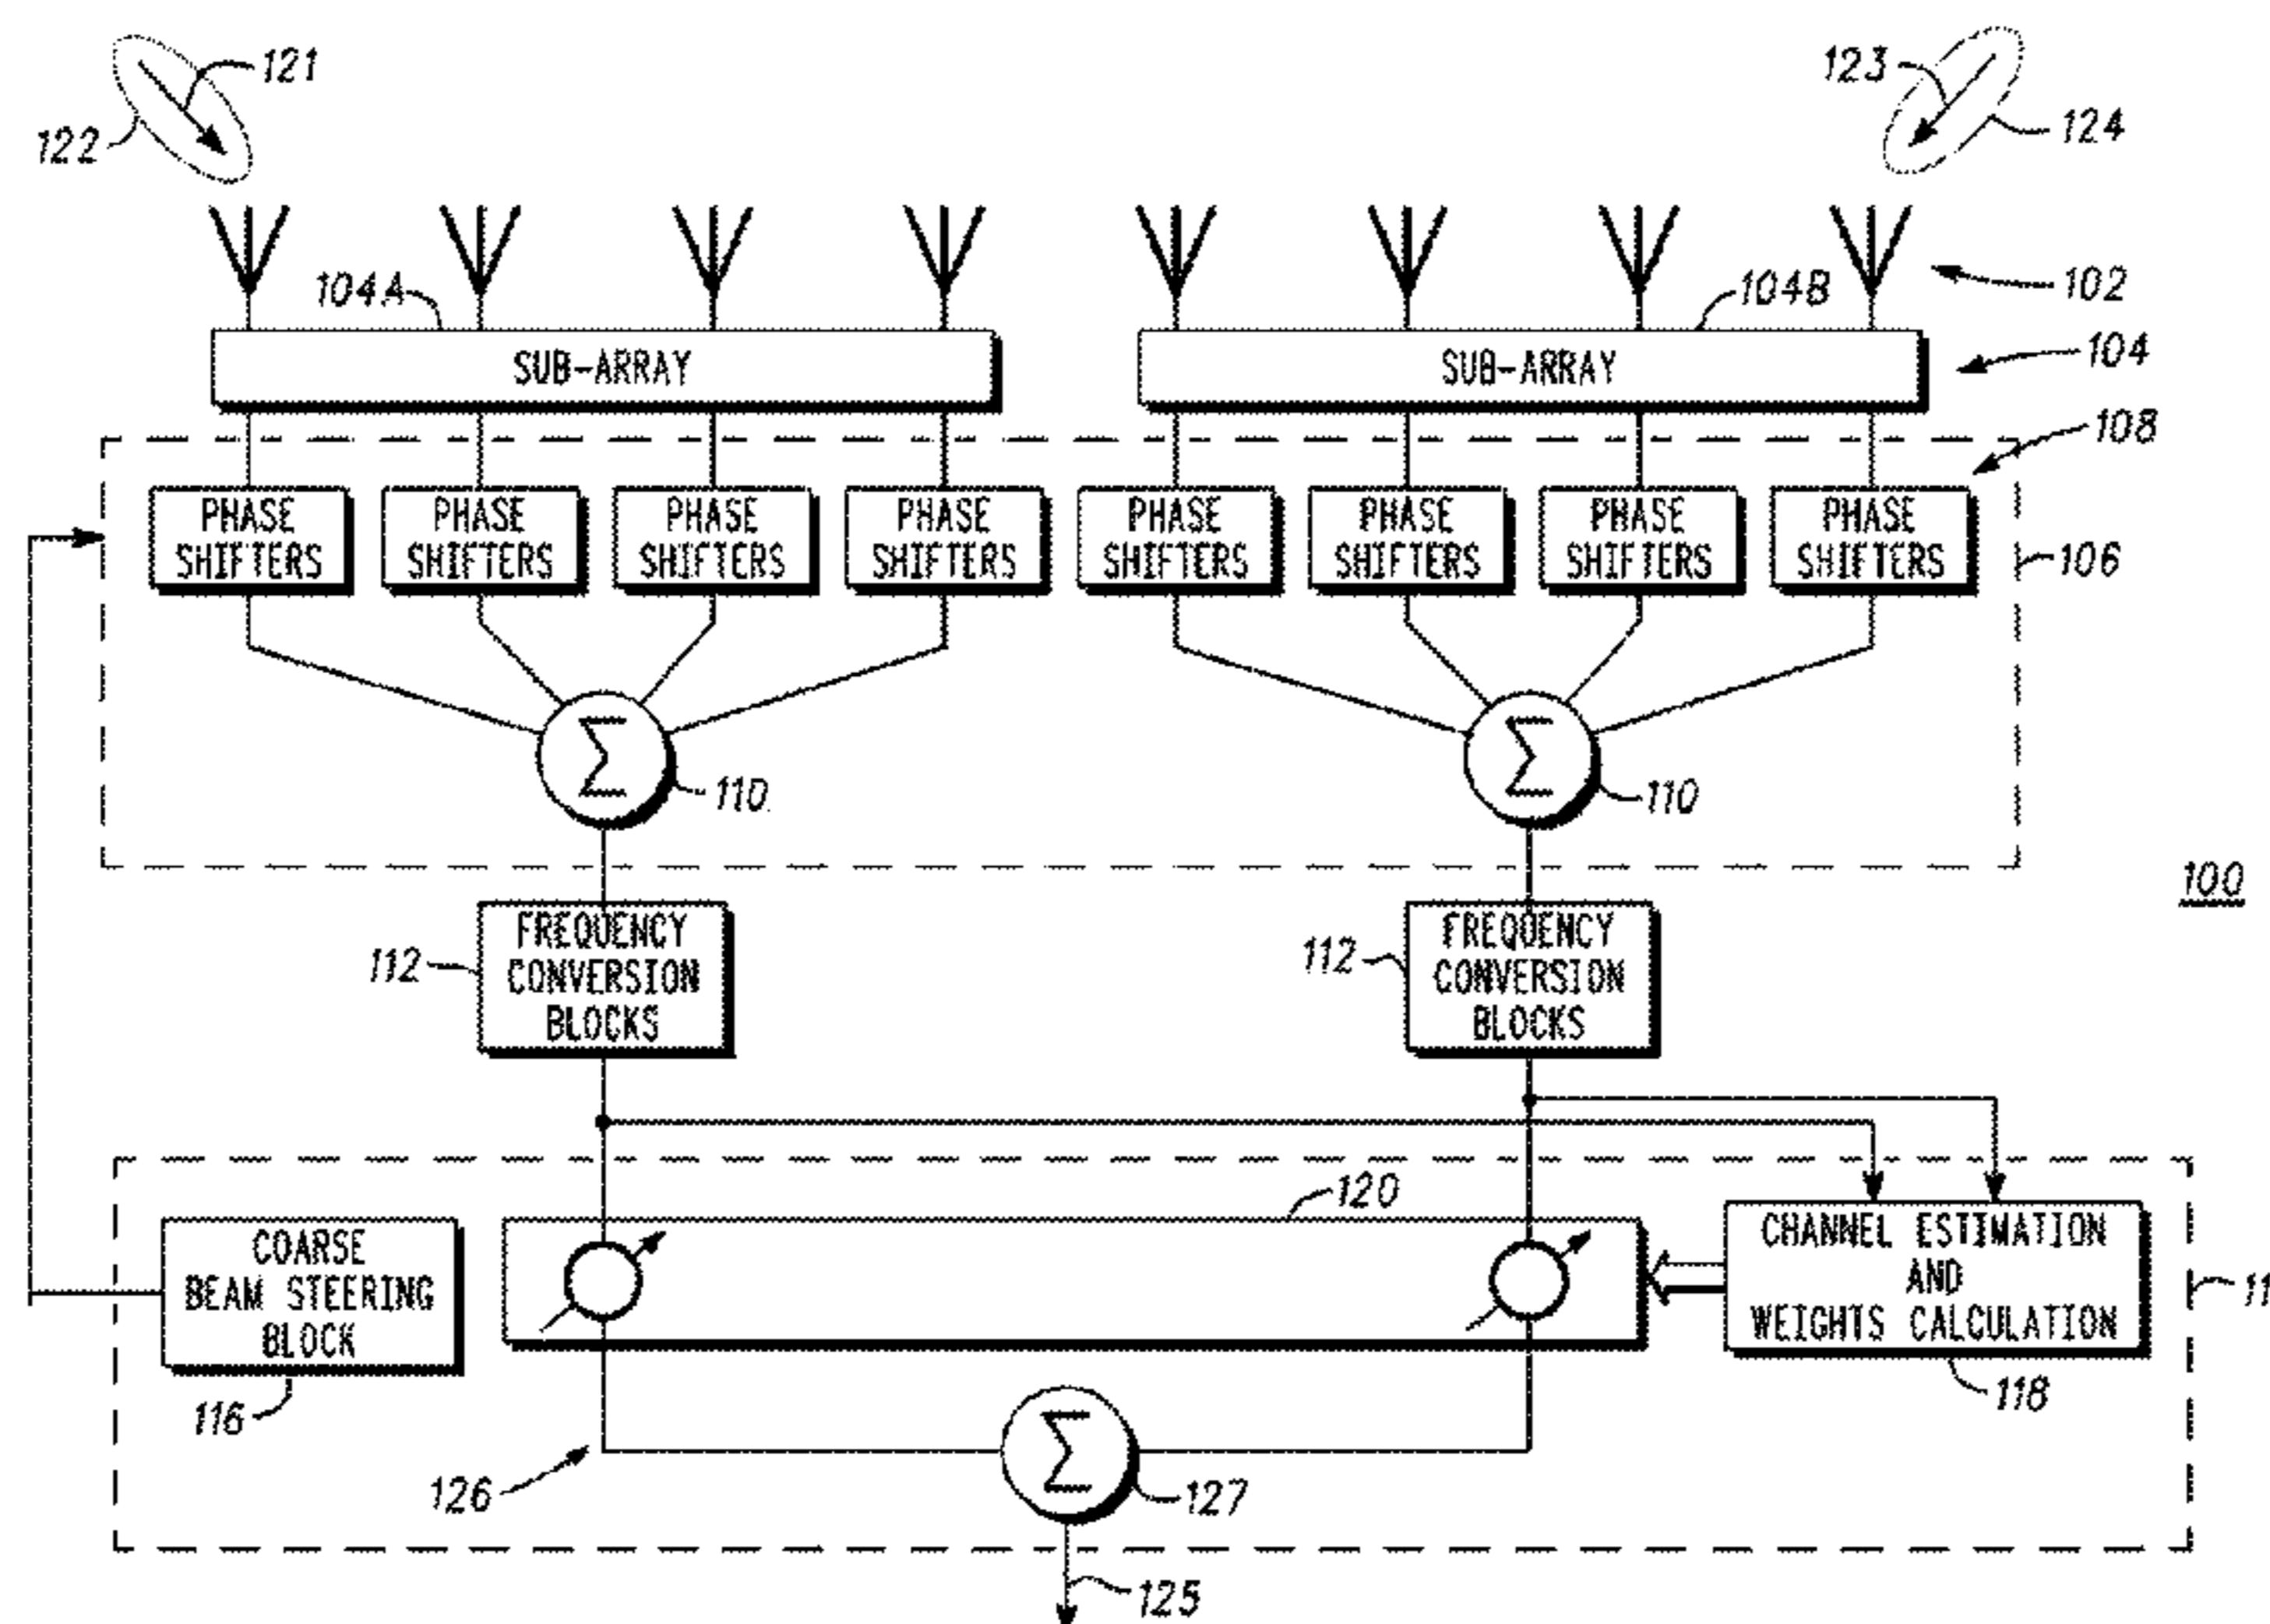 121
123
122
124
104A
104B
102
SUB-ARRAY
SUB-ARRAY
104
108
PHASE
SHIFTERS
PHASE
SHIFTERS
PHASE
SHIFTERS
PHASE
SHIFTERS
PHASE
SHIFTERS
PHASE
SHIFTERS
PHASE
SHIFTERS
PHASE
SHIFTERS
106
Σ
110
Σ
110
100
112
FREQUENCY
CONVERSION
BLOCKS
112
FREQUENCY
CONVERSION
BLOCKS
120
COARSE
BEAM STEERING
BLOCK
CHANNEL ESTIMATION
AND
WEIGHTS CALCULATION
11
116
118
126
Σ
127
125